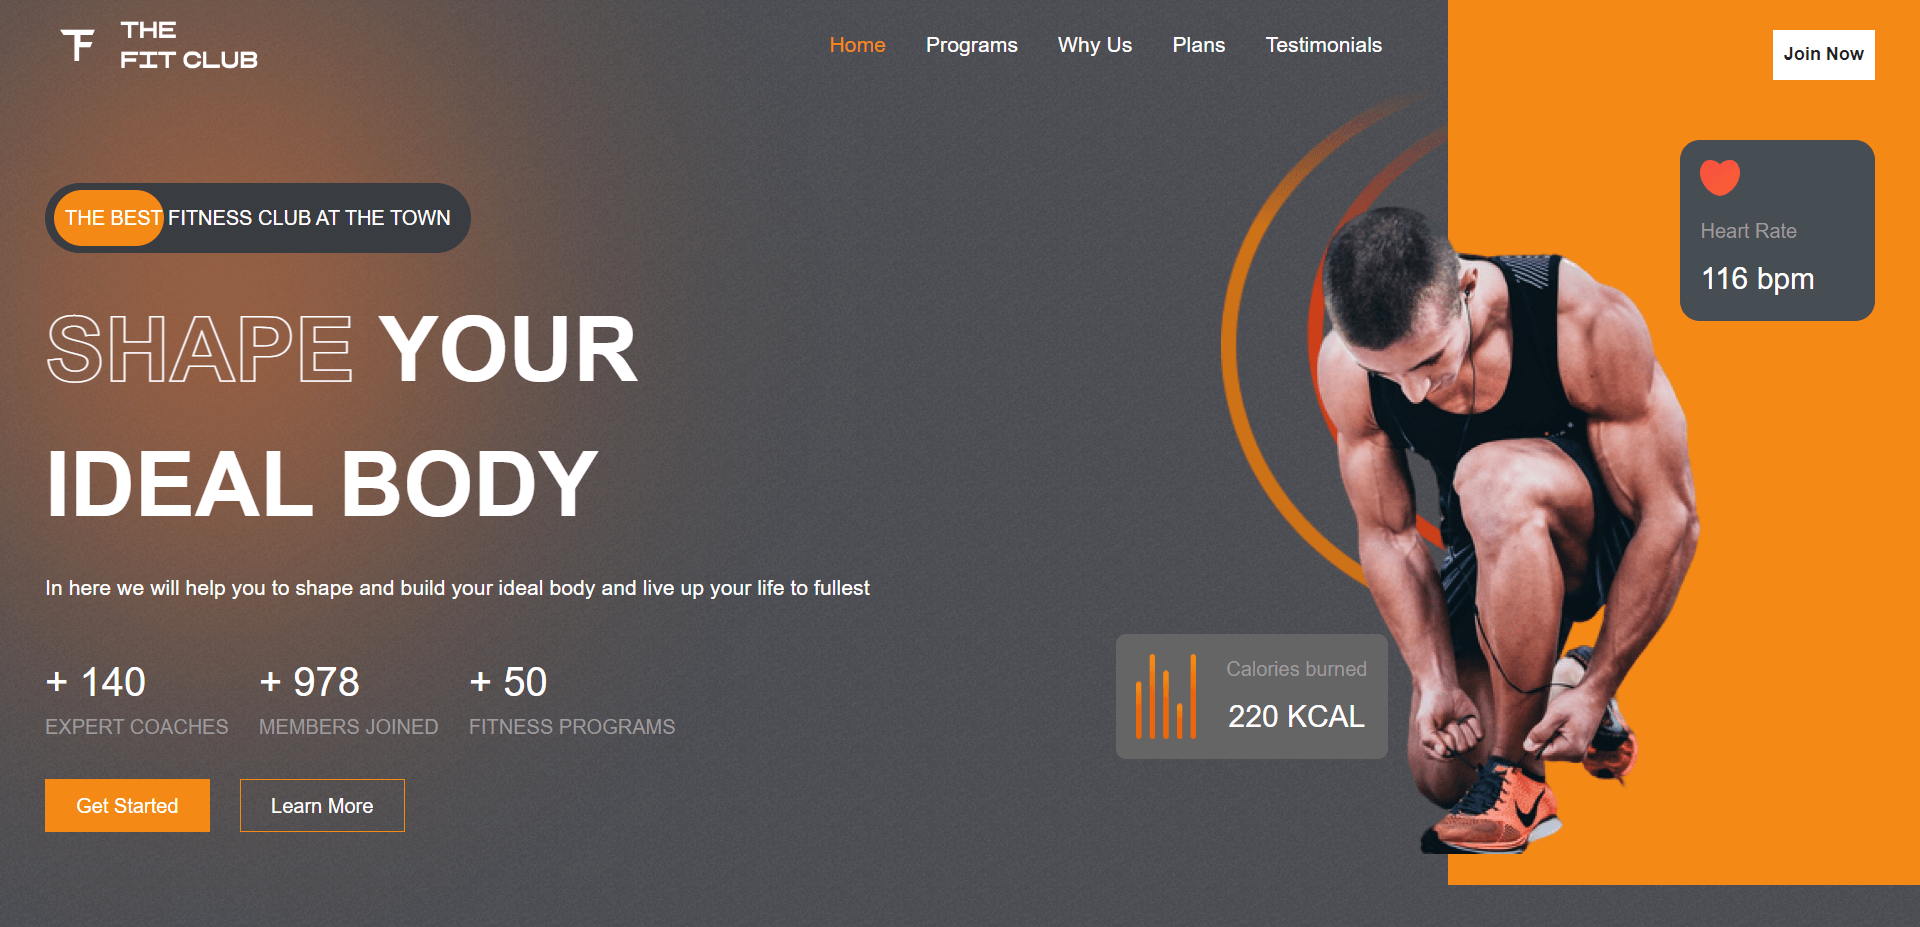 THE
FIT CLUB
Home Programs Why Us Plans Testimonials
Join Now
THE BEST FITNESS CLUB AT THE TOWN
SHAPE YOUR
IDEAL BODY
In here we will help you to shape and build your ideal body and live up your life to fullest
+ 140
EXPERT COACHES
+ 978
MEMBERS JOINED
+ 50
FITNESS PROGRAMS
Get Started
Learn More
Heart Rate
116 bpm
Calories burned
220 KCAL